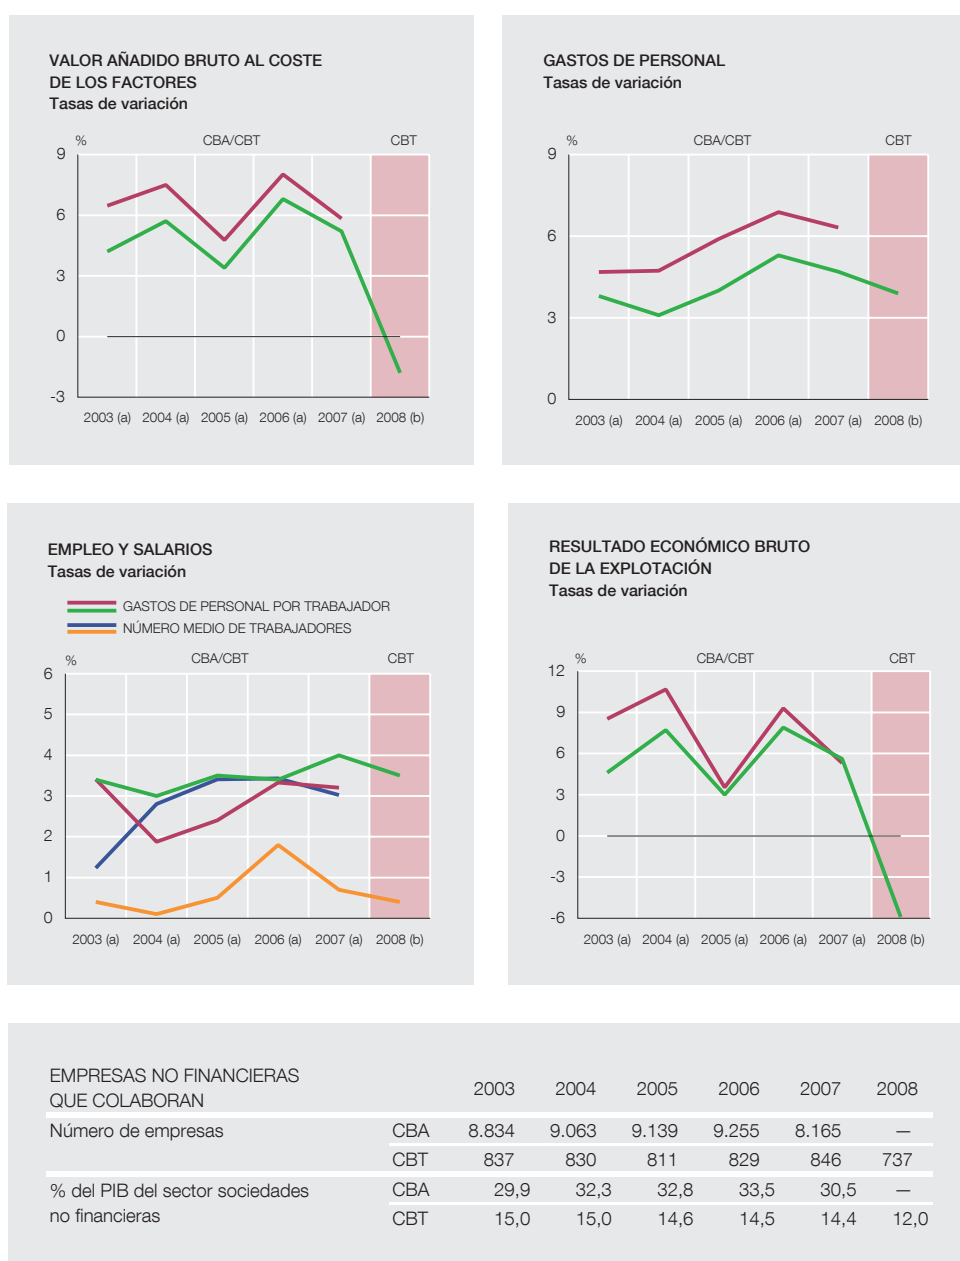 VALOR AÑADIDO BRUTO AL COSTE
DE LOS FACTORES
Tasas de variación
% CBA/CBT CBT
9
6
3
0
-3
2003 (a) 2004 (a) 2005 (a) 2006 (a) 2007 (a) 2008 (b)
GASTOS DE PERSONAL
Tasas de variación
% CBA/CBT CBT
9
6
3
0
2003 (a) 2004 (a) 2005 (a) 2006 (a) 2007 (a) 2008 (b)
EMPLEO Y SALARIOS
Tasas de variación
GASTOS DE PERSONAL POR TRABAJADOR
NÚMERO MEDIO DE TRABAJADORES
% CBA/CBT CBT
6
5
4
3
2
1
0
2003 (a) 2004 (a) 2005 (a) 2006 (a) 2007 (a) 2008 (b)
RESULTADO ECONÓMICO BRUTO
DE LA EXPLOTACIÓN
Tasas de variación
% CBA/CBT CBT
12
9
6
3
0
-3
-6
2003 (a) 2004 (a) 2005 (a) 2006 (a) 2007 (a) 2008 (b)
EMPRESAS NO FINANCIERAS
QUE COLABORAN 2003 2004 2005 2006 2007 2008
Número de empresas CBA 8.834 9.063 9.139 9.255 8.165 —
CBT 837 830 811 829 846 737
% del PIB del sector sociedades CBA 29,9 32,3 32,8 33,5 30,5 —
no financieras CBT 15,0 15,0 14,6 14,5 14,4 12,0